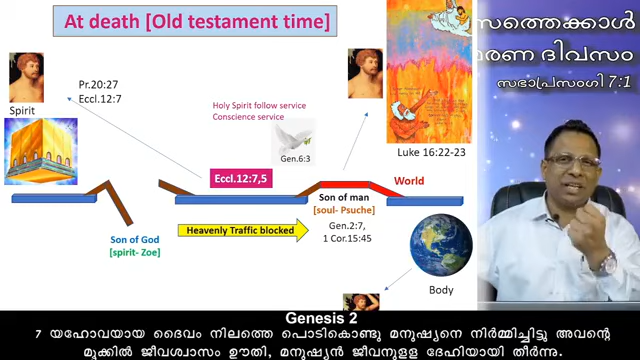 At death [Old testament time]
സത്തെക്കാൾ
മരണ ദിവസം
സഭാപ്രസംഗി 7:1
Pr.20:27
Eccl.12:7
Spirit
Holy Spirit follow service
Conscience service
Gen.6:3
Luke 16:22-23
Eccl.12:7,5
World
Son of man
[soul- Psuche]
Gen.2:7,
1 Cor.15:45
Son of God
[spirit- Zoe]
Heavenly Traffic blocked
Body
Genesis 2
7 യഹോവയായ ദൈവം നിലത്തെ പൊടികൊണ്ടു മനുഷ്യനെ നിർമ്മിച്ചിട്ടു അവന്റെ
മൂക്കിൽ ജീവശ്വാസം ഊതി, മനുഷ്യൻ ജീവനുള്ള ദേഹിയായി തീർന്നു.